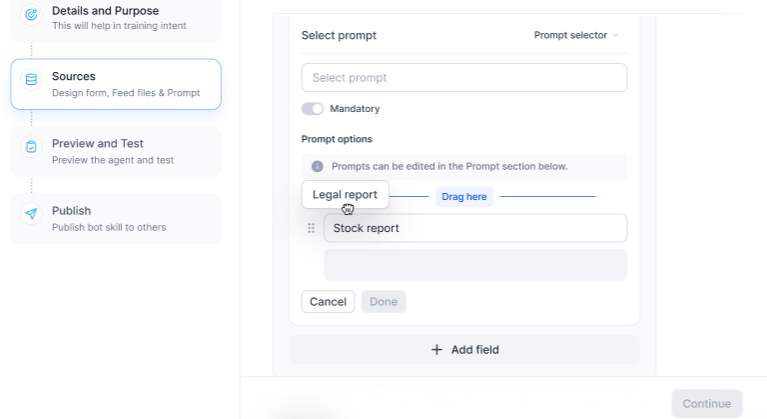 Details and Purpose
This will help in training intent
Sources
Design form, Feed files & Prompt
Preview and Test
Preview the agent and test
Publish
Publish bot skill to others
Select prompt
Prompt selector
Select prompt
Mandatory
Prompt options
Prompts can be edited in the Prompt section below.
Legal report
Drag here
Stock report
Cancel
Done
+ Add field
Continue